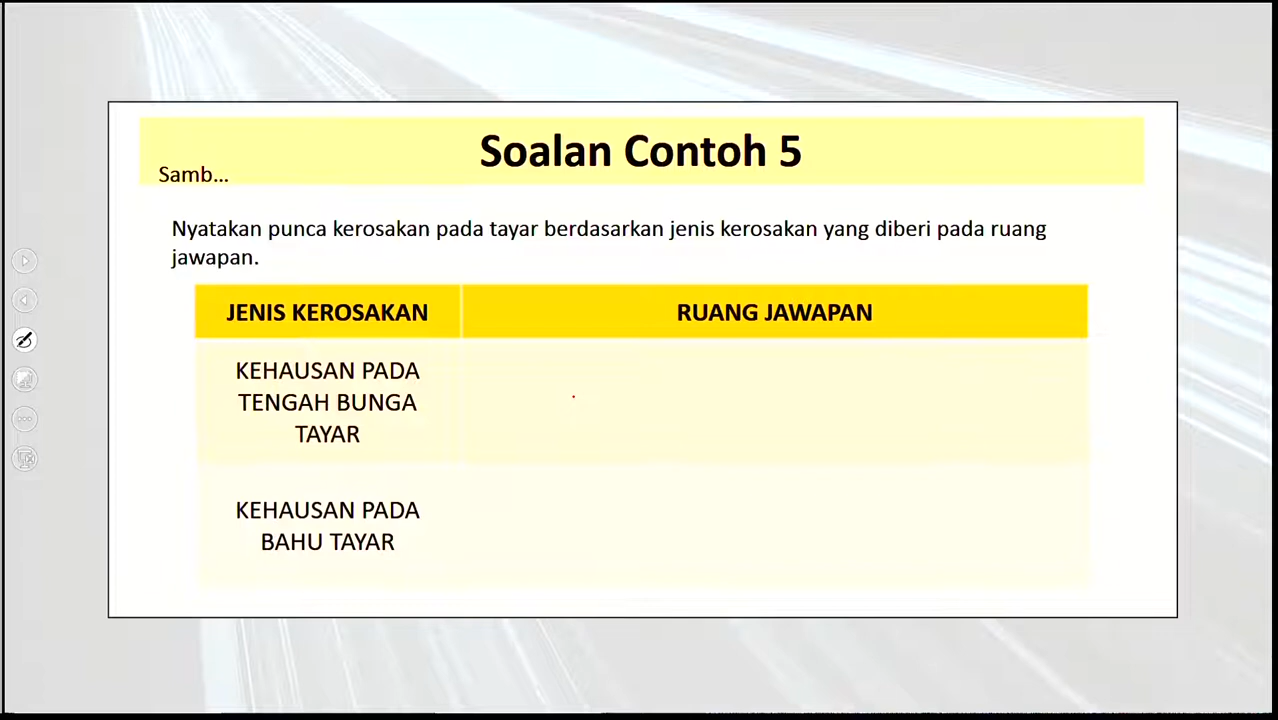 Soalan Contoh 5
Samb...
Nyatakan punca kerosakan pada tayar berdasarkan jenis kerosakan yang diberi pada ruang
jawapan.
JENIS KEROSAKAN
RUANG JAWAPAN
KEHAUSAN PADA
TENGAH BUNGA
TAYAR
KEHAUSAN PADA
BAHU TAYAR